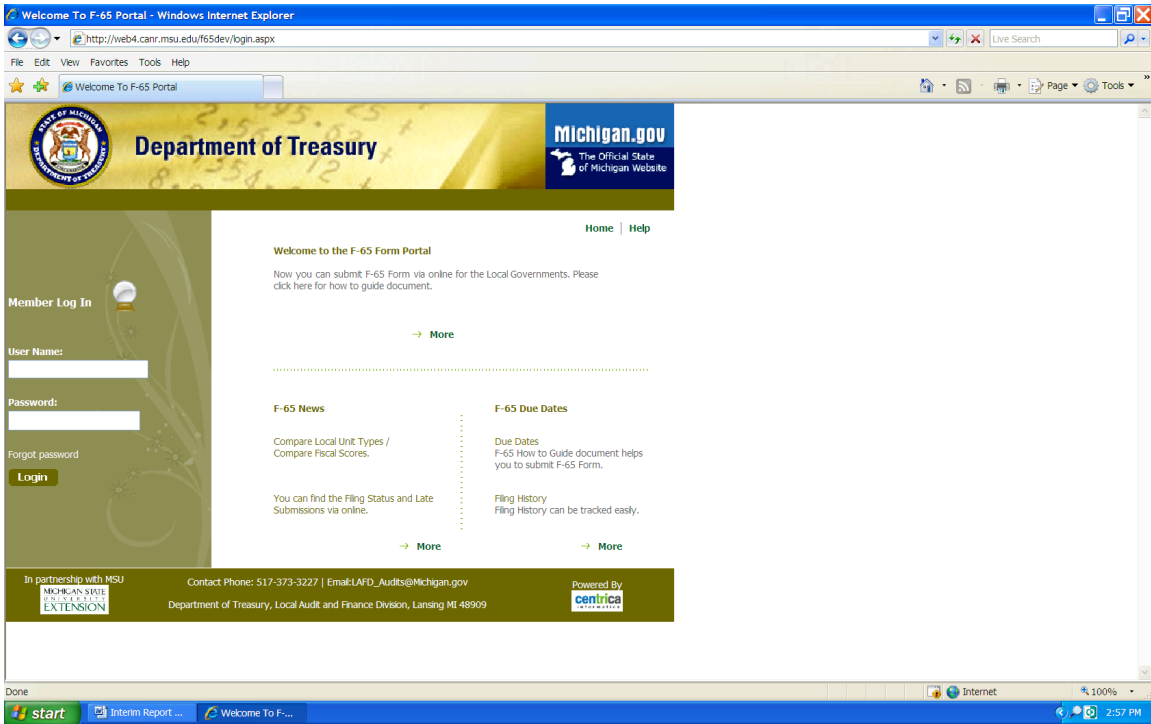 Welcome To F-65 Portal - Windows Internet Explorer
http://web4.canr.msu.edu/f65dev/login.aspx
Live Search
File Edit View Favorites Tools Help
Welcome To F-65 Portal
Page Tools
STATE OF MICHIGAN
DEPARTMENT OF TREASURY
Department of Treasury
Michigan.gov
The Official State
of Michigan Website
Home | Help
Welcome to the F-65 Form Portal
Now you can submit F-65 Form via online for the Local Governments. Please
click here for how to guide document.
→ More
Member Log In
User Name:
Password:
Forgot password
Login
F-65 News
Compare Local Unit Types /
Compare Fiscal Scores.
You can find the Filing Status and Late
Submissions via online.
→ More
F-65 Due Dates
Due Dates
F-65 How to Guide document helps
you to submit F-65 Form.
Filing History
Filing History can be tracked easily.
→ More
In partnership with MSU
MICHIGAN STATE
UNIVERSITY
EXTENSION
Contact Phone: 517-373-3227 | Email:LAFD_Audits@Michigan.gov
Department of Treasury, Local Audit and Finance Division, Lansing MI 48909
Powered By
centrica
informatics
Done
Internet
100%
start
Interim Report ...
Welcome To F-...
2:57 PM